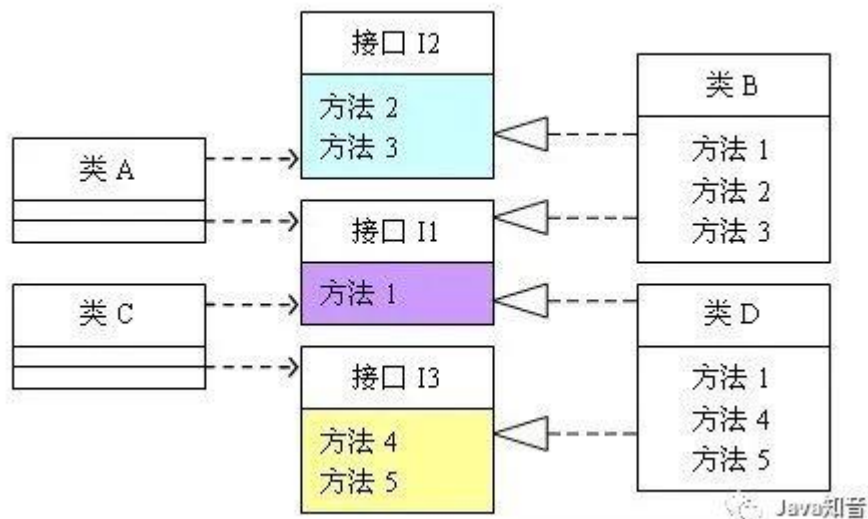 接口 I2
方法 2
方法 3
类 A
接口 I1
方法 1
类 C
接口 I3
方法 4
方法 5
类 B
方法 1
方法 2
方法 3
类 D
方法 1
方法 4
方法 5
Java知音